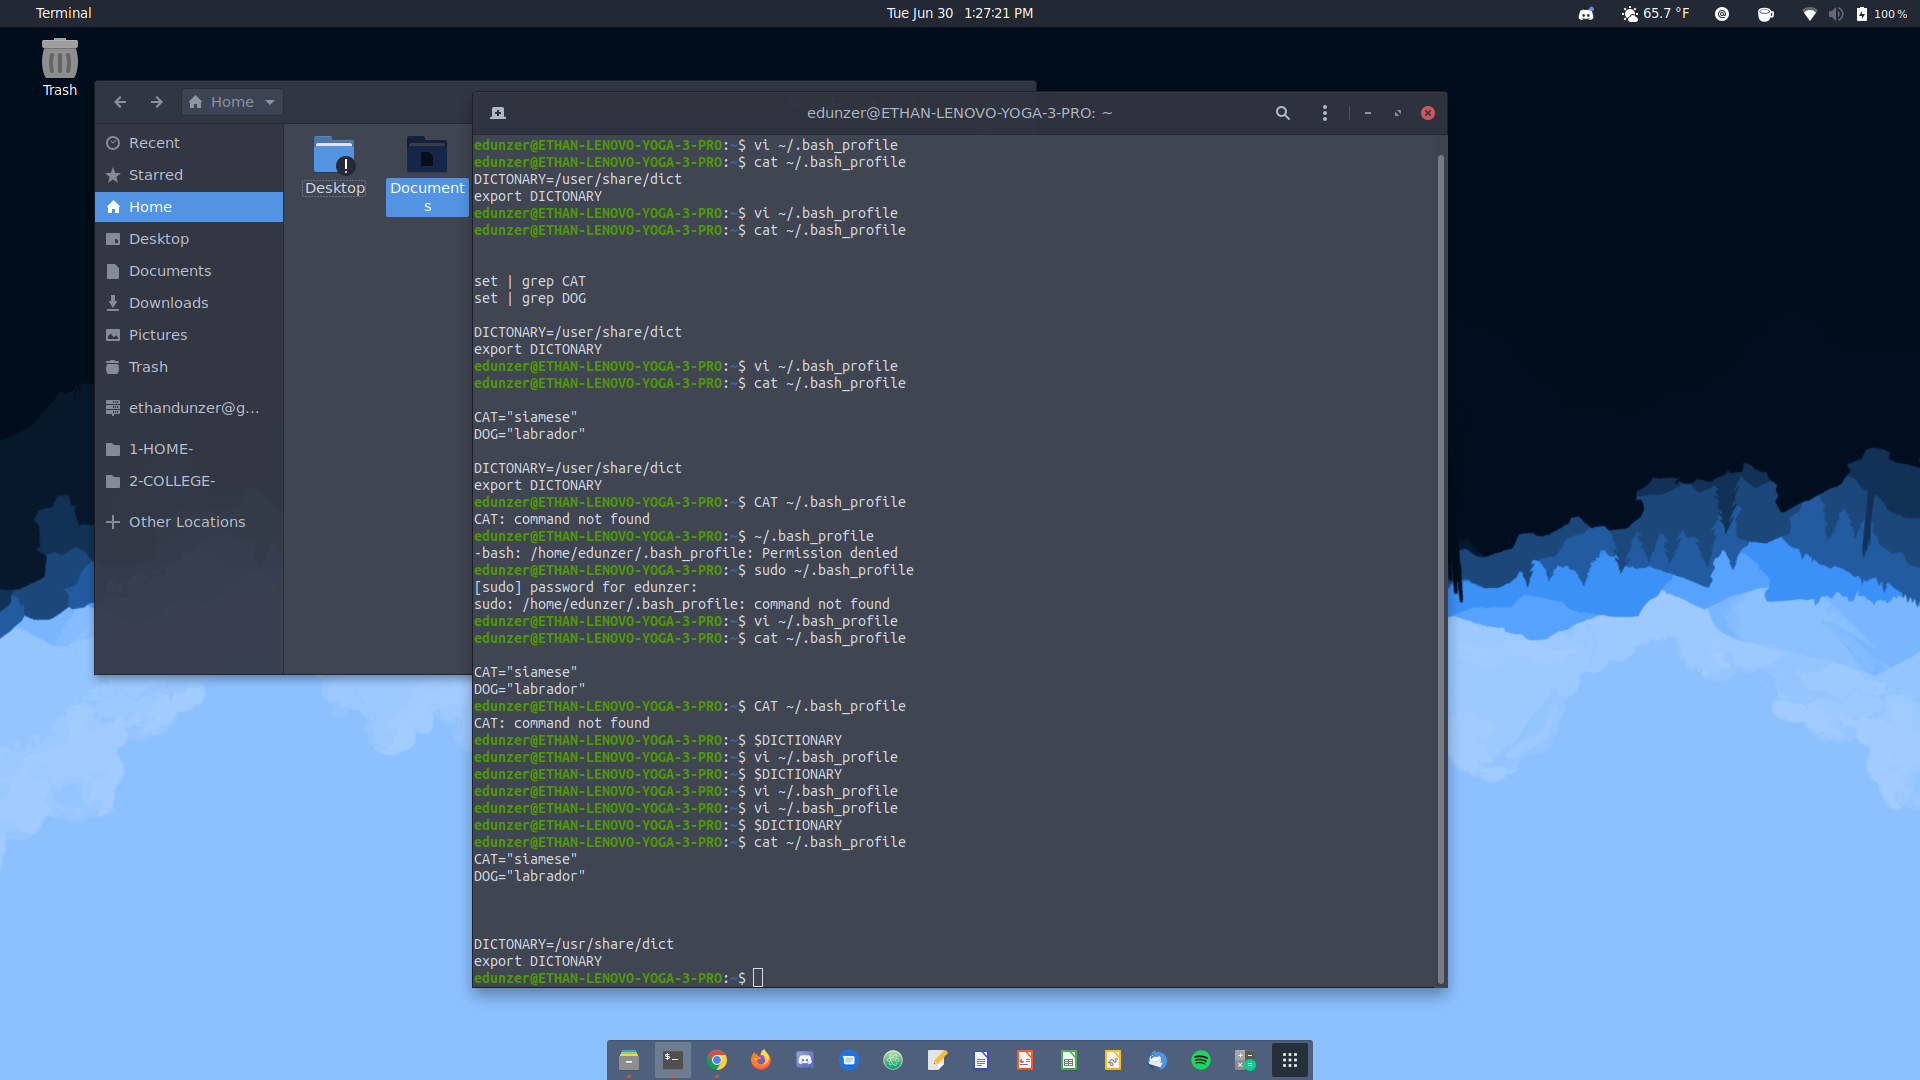 Terminal
Tue Jun 30 1:27:21 PM
65.7 °F
100 %
Trash
Home
Recent
Starred
Home
Desktop
Documents
Downloads
Pictures
Trash
ethandunzer@g...
1-HOME-
2-COLLEGE-
Other Locations
Desktop
Document
s
edunzer@ETHAN-LENOVO-YOGA-3-PRO: ~
edunzer@ETHAN-LENOVO-YOGA-3-PRO:~$ vi ~/.bash_profile
edunzer@ETHAN-LENOVO-YOGA-3-PRO:~$ cat ~/.bash_profile
DICTONARY=/user/share/dict
export DICTONARY
edunzer@ETHAN-LENOVO-YOGA-3-PRO:~$ vi ~/.bash_profile
edunzer@ETHAN-LENOVO-YOGA-3-PRO:~$ cat ~/.bash_profile
set | grep CAT
set | grep DOG
DICTONARY=/user/share/dict
export DICTONARY
edunzer@ETHAN-LENOVO-YOGA-3-PRO:~$ vi ~/.bash_profile
edunzer@ETHAN-LENOVO-YOGA-3-PRO:~$ cat ~/.bash_profile
CAT="siamese"
DOG="labrador"
DICTONARY=/user/share/dict
export DICTONARY
edunzer@ETHAN-LENOVO-YOGA-3-PRO:~$ CAT ~/.bash_profile
CAT: command not found
edunzer@ETHAN-LENOVO-YOGA-3-PRO:~$ ~/.bash_profile
-bash: /home/edunzer/.bash_profile: Permission denied
edunzer@ETHAN-LENOVO-YOGA-3-PRO:~$ sudo ~/.bash_profile
[sudo] password for edunzer:
sudo: /home/edunzer/.bash_profile: command not found
edunzer@ETHAN-LENOVO-YOGA-3-PRO:~$ vi ~/.bash_profile
edunzer@ETHAN-LENOVO-YOGA-3-PRO:~$ cat ~/.bash_profile
CAT="siamese"
DOG="labrador"
edunzer@ETHAN-LENOVO-YOGA-3-PRO:~$ CAT ~/.bash_profile
CAT: command not found
edunzer@ETHAN-LENOVO-YOGA-3-PRO:~$ $DICTIONARY
edunzer@ETHAN-LENOVO-YOGA-3-PRO:~$ vi ~/.bash_profile
edunzer@ETHAN-LENOVO-YOGA-3-PRO:~$ $DICTIONARY
edunzer@ETHAN-LENOVO-YOGA-3-PRO:~$ vi ~/.bash_profile
edunzer@ETHAN-LENOVO-YOGA-3-PRO:~$ vi ~/.bash_profile
edunzer@ETHAN-LENOVO-YOGA-3-PRO:~$ $DICTIONARY
edunzer@ETHAN-LENOVO-YOGA-3-PRO:~$ cat ~/.bash_profile
CAT="siamese"
DOG="labrador"
DICTONARY=/usr/share/dict
export DICTONARY
edunzer@ETHAN-LENOVO-YOGA-3-PRO:~$